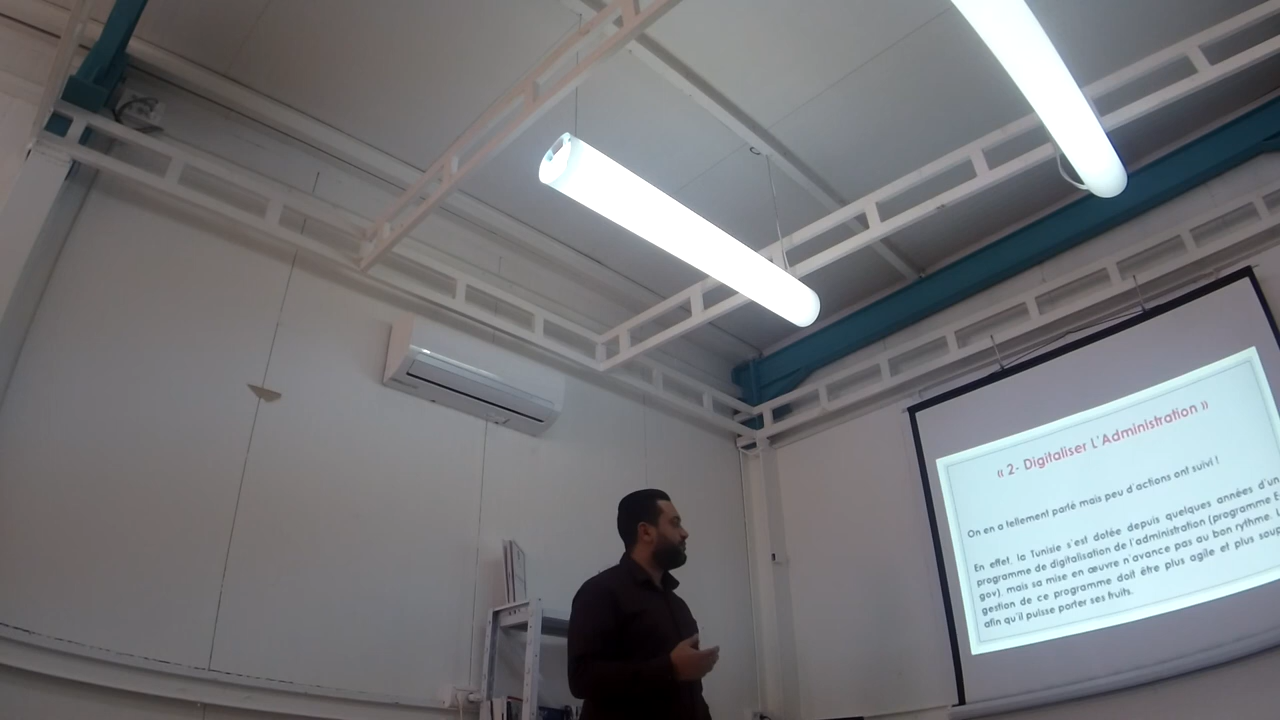 « 2- Digitaliser L'Administration »
On en a tellement parlé mais peu d'actions ont suivi !
En effet, la Tunisie s'est dotée depuis quelques années d'un
programme de digitalisation de l'administration (programme E
gov), mais sa mise en œuvre n'avance pas au bon rythme.
gestion de ce programme doit être plus agile et plus soup
afin qu'il puisse porter ses fruits.